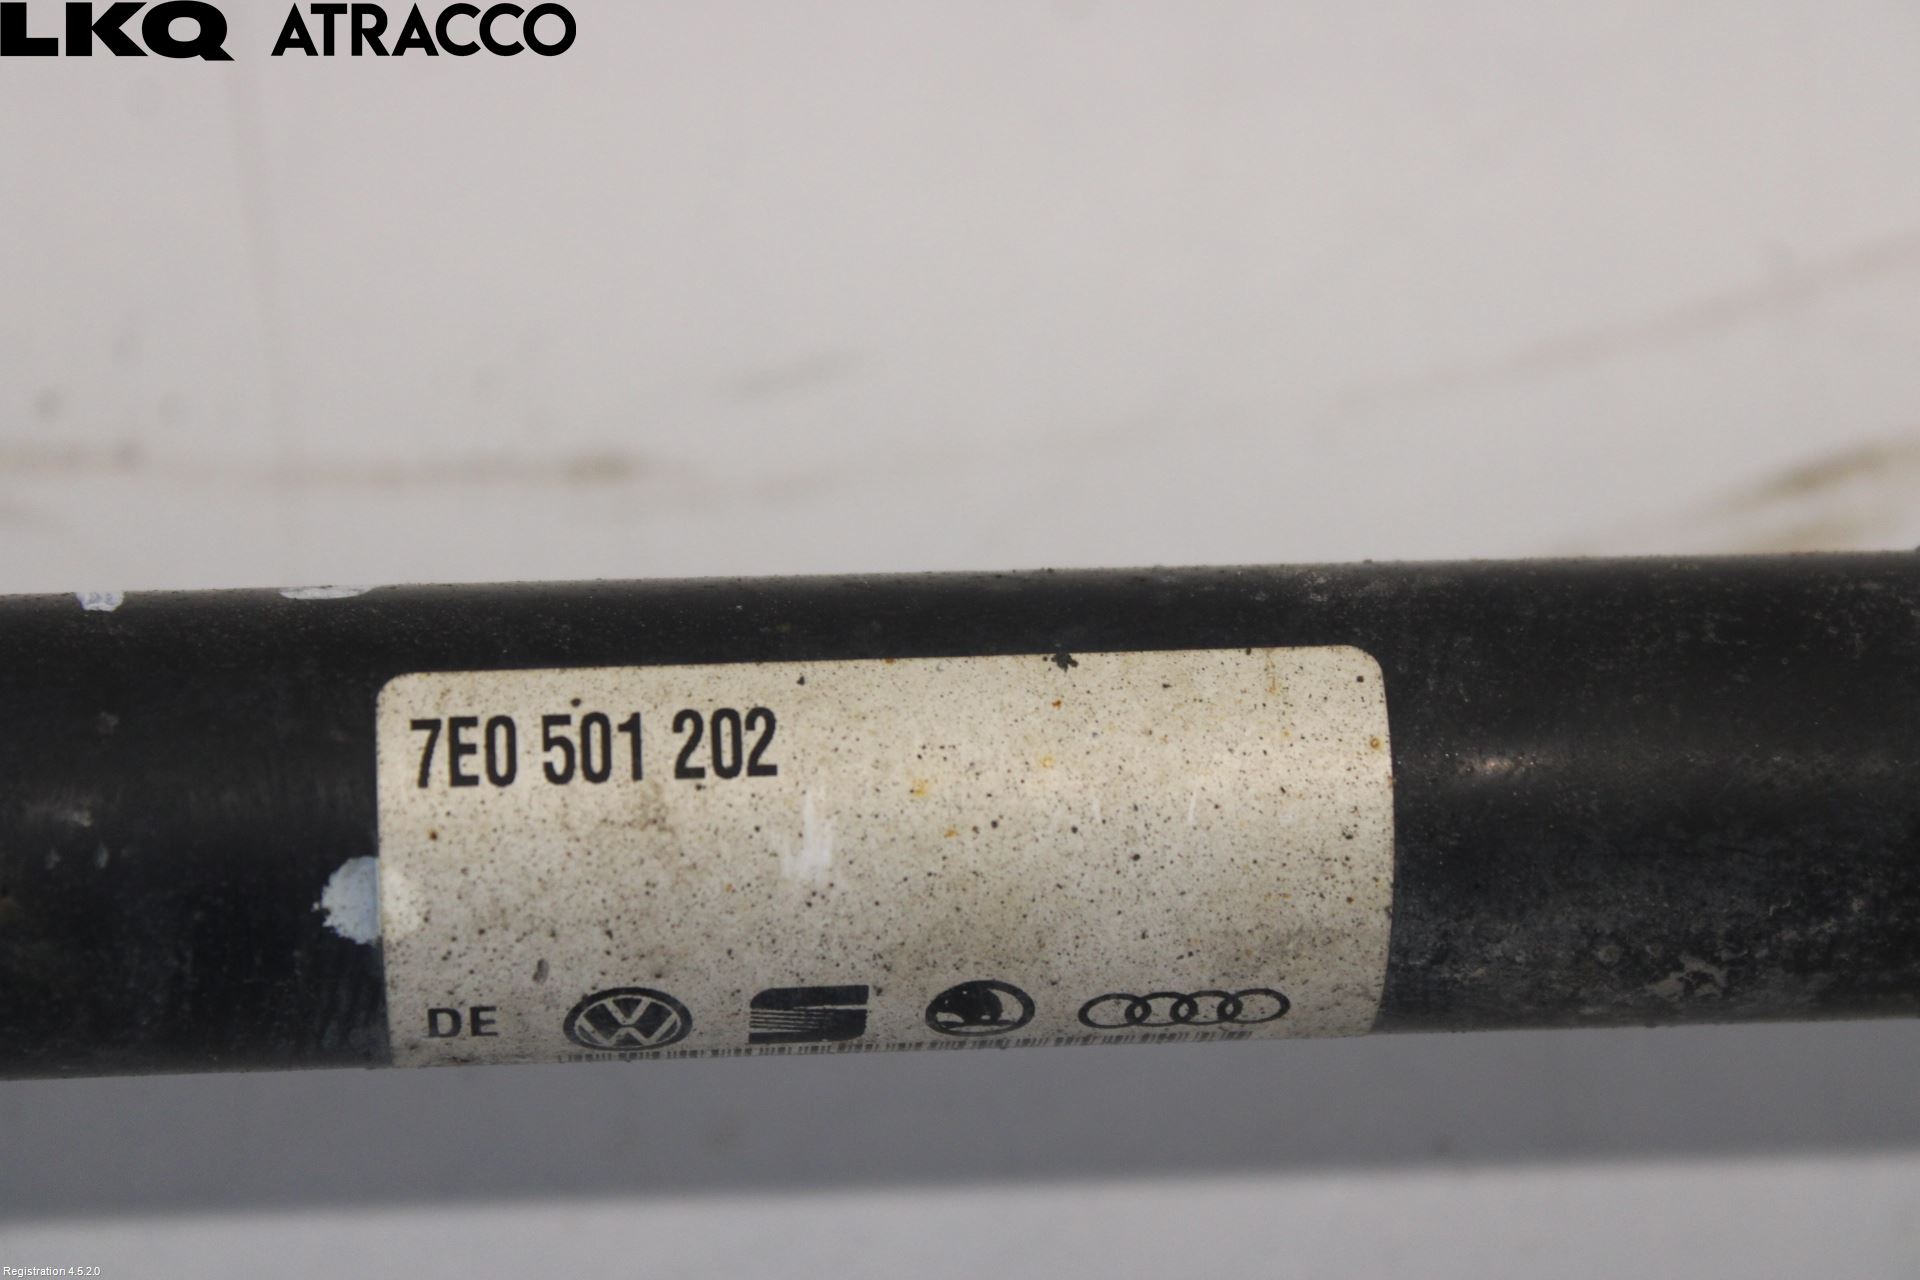 LKQ ATRACCO
7E0 501 202
DE
Registration 4.5.2.0